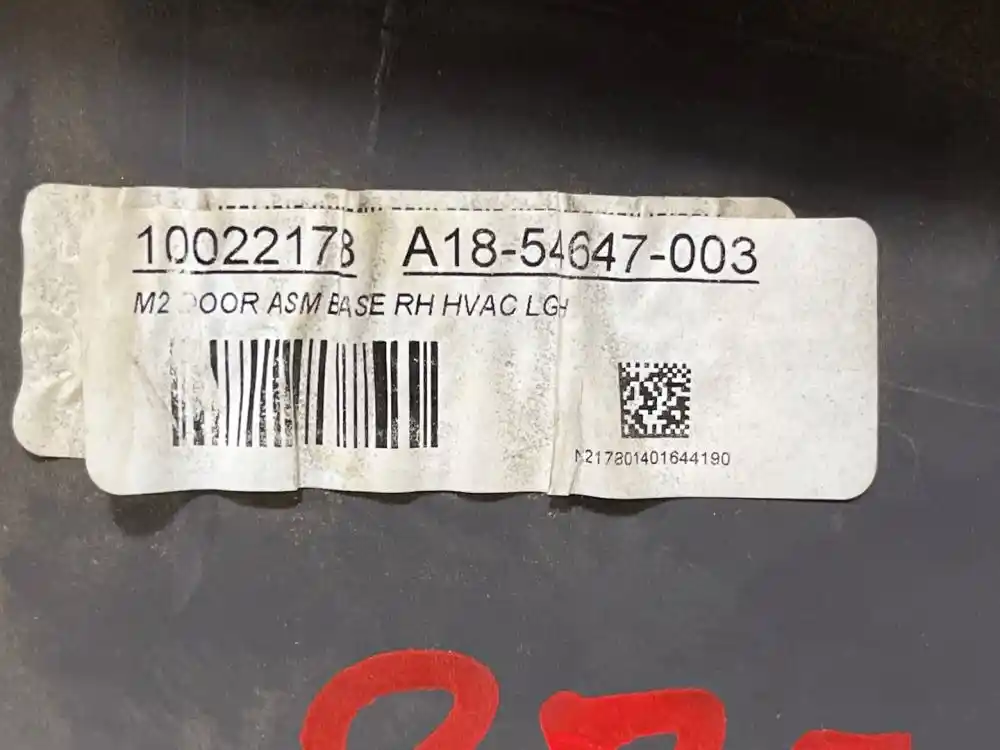 10022178 A18-54647-003
M2 DOOR ASM BASE RH HVAC LGH
N217801401644190